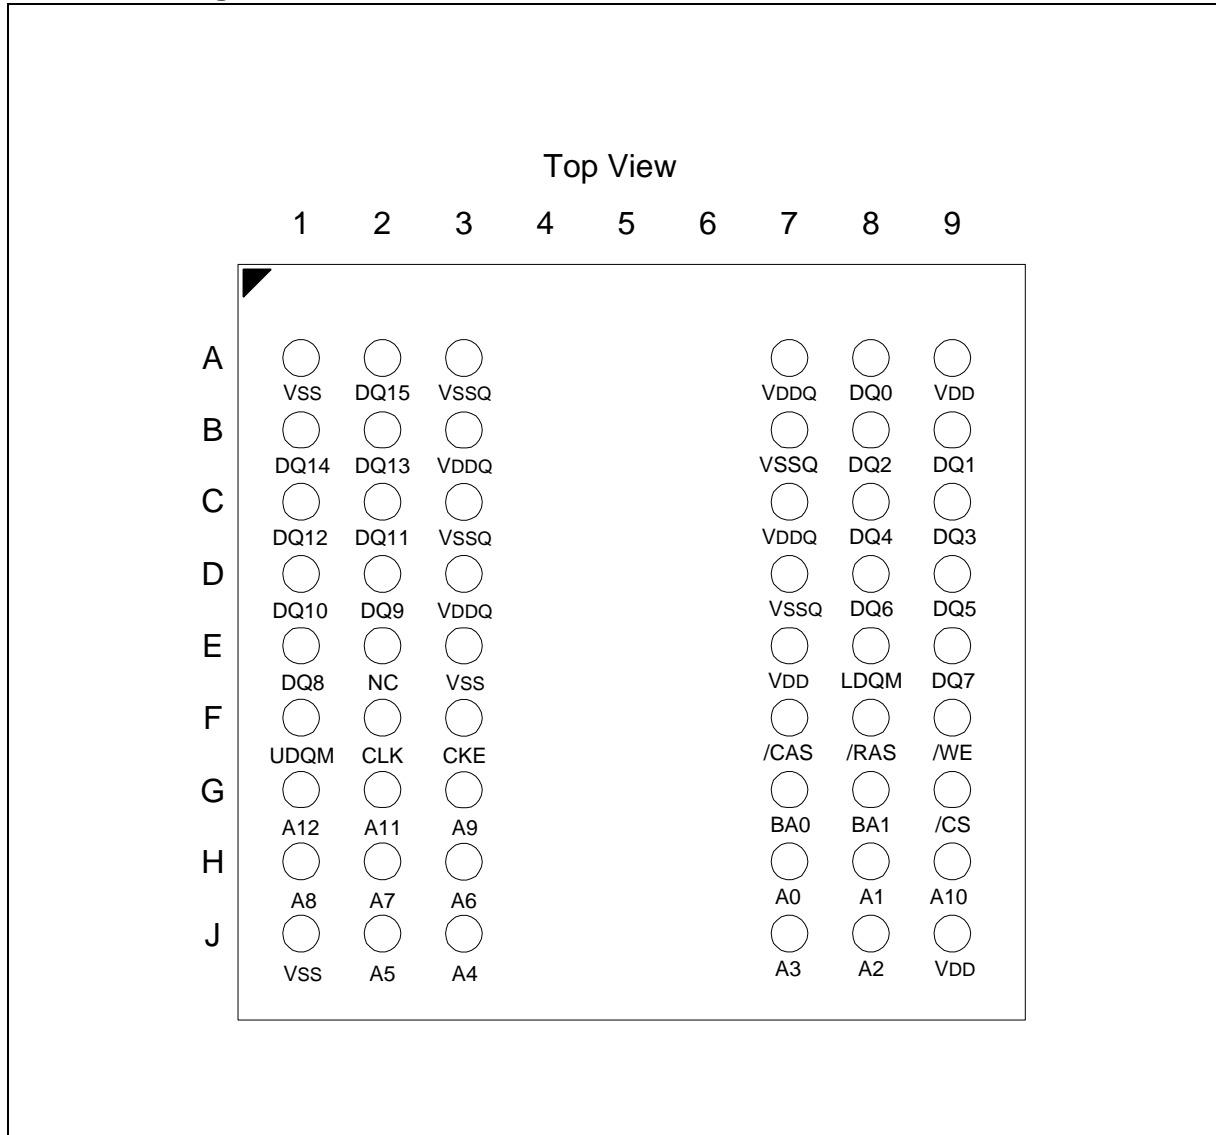 Top View
1 2 3 4 5 6 7 8 9
A
VSS DQ15 VSSQ VDDQ DQ0 VDD
B
DQ14 DQ13 VDDQ VSSQ DQ2 DQ1
C
DQ12 DQ11 VSSQ VDDQ DQ4 DQ3
D
DQ10 DQ9 VDDQ VSSQ DQ6 DQ5
E
DQ8 NC VSS VDD LDQM DQ7
F
UDQM CLK CKE /CAS /RAS /WE
G
A12 A11 A9 BA0 BA1 /CS
H
A8 A7 A6 A0 A1 A10
J
VSS A5 A4 A3 A2 VDD